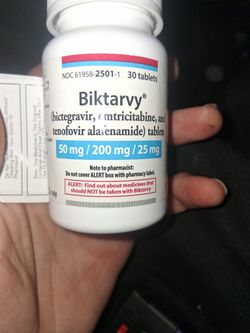 NDC 61958-2501-1 30 tablets
Biktarvy®
(bictegravir, emtricitabine, and
tenofovir alafenamide) tablets
50 mg / 200 mg / 25 mg
Note to pharmacist:
Do not cover ALERT box with pharmacy label.
ALERT: Find out about medicines that
should NOT be taken with Biktarvy